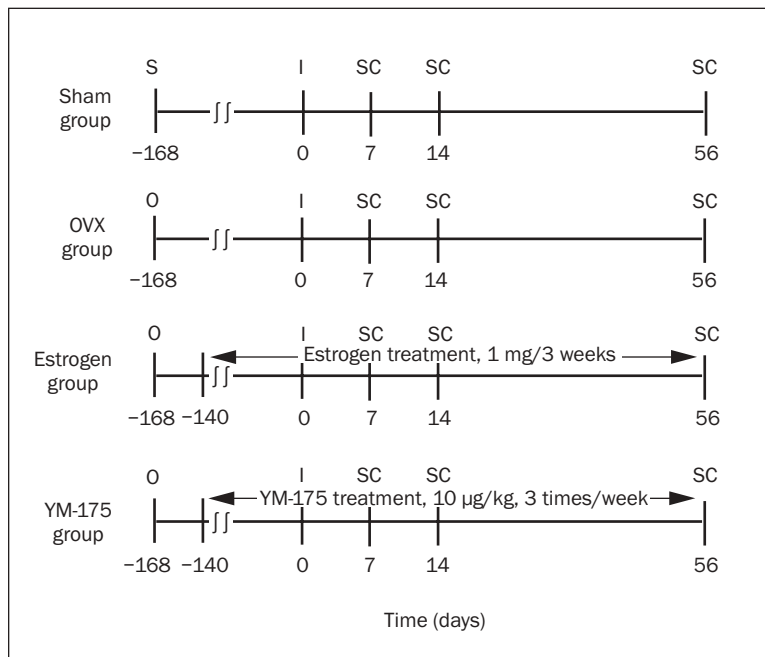 S I SC SC SC
Sham
group
−168 0 7 14 56
O I SC SC SC
OVX
group
−168 0 7 14 56
O I SC SC SC
Estrogen treatment, 1 mg/3 weeks
Estrogen
group
−168 −140 0 7 14 56
O I SC SC SC
YM-175 treatment, 10 µg/kg, 3 times/week
YM-175
group
−168 −140 0 7 14 56
Time (days)